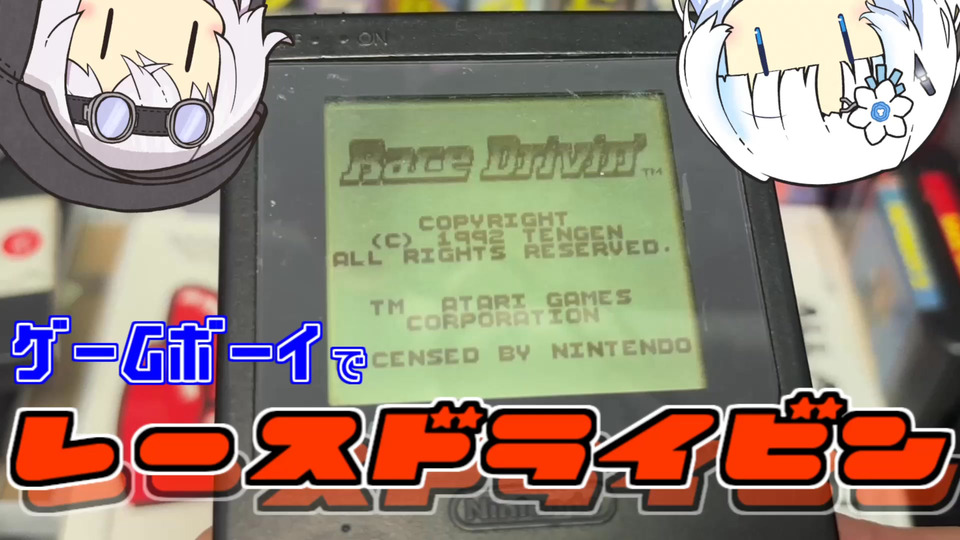 ON
Race Drivin'™
COPYRIGHT
(C) 1992 TENGEN
ALL RIGHTS RESERVED.
TM ATARI GAMES
CORPORATION
CENSED BY NINTENDO
ゲームボーイで
レースドライビン
Nintendo